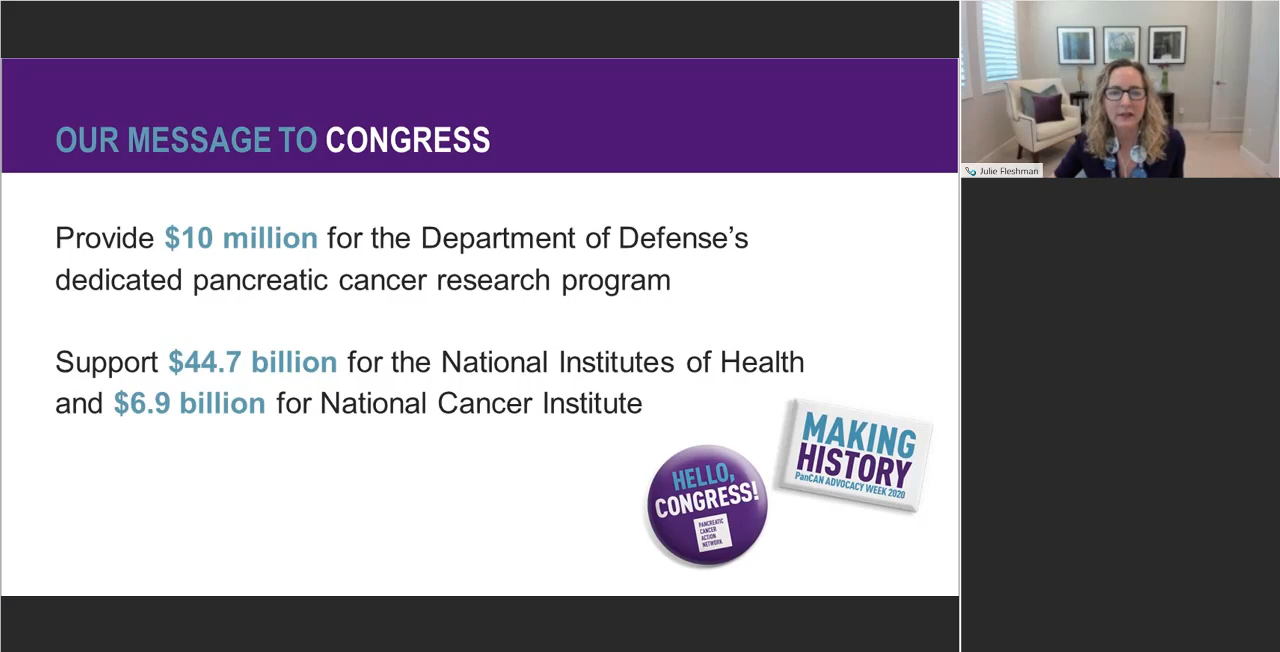 OUR MESSAGE TO CONGRESS
Provide $10 million for the Department of Defense’s
dedicated pancreatic cancer research program
Support $44.7 billion for the National Institutes of Health
and $6.9 billion for National Cancer Institute
HELLO,
CONGRESS!
PANCREATIC
CANCER
ACTION
NETWORK
MAKING
HISTORY
PanCAN ADVOCACY WEEK 2020
Julie Fleshman